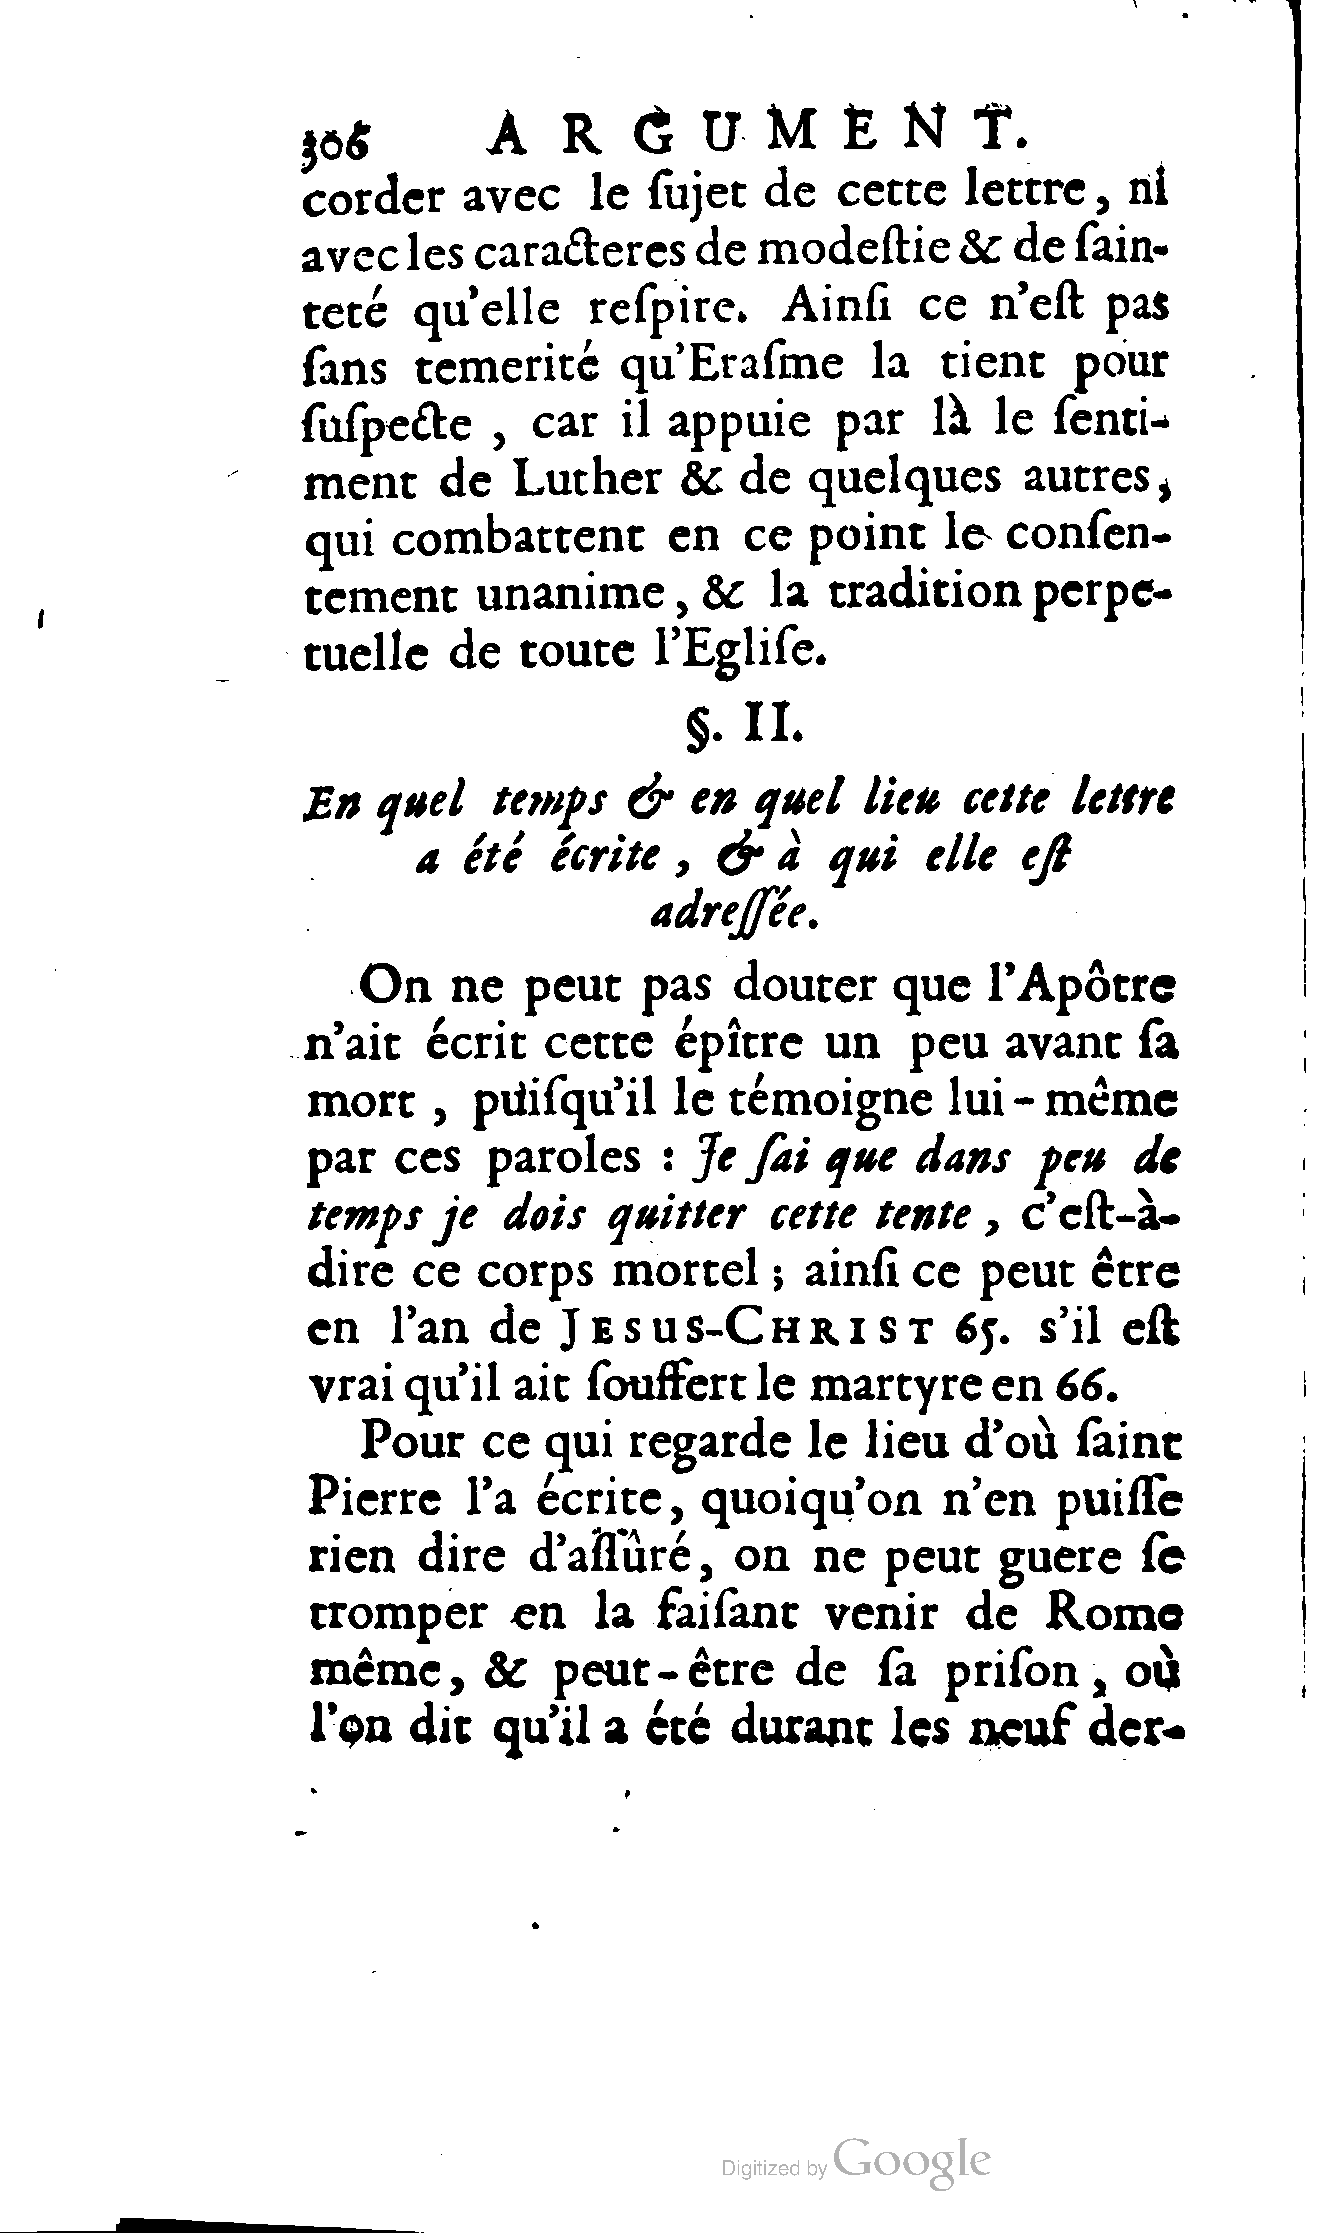 306 ARGUMENT.
corder avec le ſujet de cette lettre, ni
avec les caracteres de modeſtie & de ſain-
teté qu'elle reſpire. Ainſi ce n'eſt pas
ſans temerité qu'Eraſme la tient pour
ſuſpecte, car il appuie par là le ſenti-
ment de Luther & de quelques autres,
qui combattent en ce point le conſen-
tement unanime, & la tradition perpe-
tuelle de toute l'Egliſe.
§. II.
En quel temps & en quel lieu cette lettre
a été écrite, & à qui elle eſt
adreſſée.
On ne peut pas douter que l'Apôtre
n'ait écrit cette épître un peu avant ſa
mort, puiſqu'il le témoigne lui-même
par ces paroles : Je ſai que dans peu de
temps je dois quitter cette tente, c'eſt-à-
dire ce corps mortel ; ainſi ce peut être
en l'an de JESUS-CHRIST 65. s'il eſt
vrai qu'il ait ſouffert le martyre en 66.
Pour ce qui regarde le lieu d'où ſaint
Pierre l'a écrite, quoiqu'on n'en puiſſe
rien dire d'aſſûré, on ne peut guere ſe
tromper en la faiſant venir de Rome
même, & peut-être de ſa priſon, où
l'on dit qu'il a été durant les neuf der-
Digitized by Google